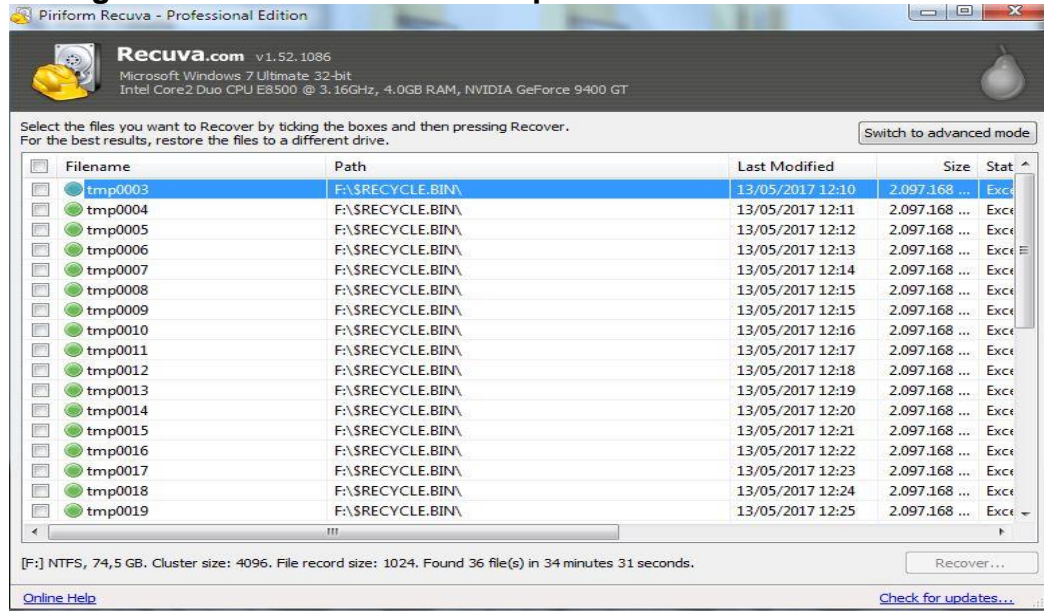 Piriform Recuva - Professional Edition
Recuva.com v1.52.1086
Microsoft Windows 7 Ultimate 32-bit
Intel Core2 Duo CPU E8500 @ 3.16GHz, 4.0GB RAM, NVIDIA GeForce 9400 GT
Select the files you want to Recover by ticking the boxes and then pressing Recover.
For the best results, restore the files to a different drive.
Switch to advanced mode
Filename Path Last Modified Size Stat
tmp0003 F:\$RECYCLE.BIN\ 13/05/2017 12:10 2.097.168 ... Exce
tmp0004 F:\$RECYCLE.BIN\ 13/05/2017 12:11 2.097.168 ... Exce
tmp0005 F:\$RECYCLE.BIN\ 13/05/2017 12:12 2.097.168 ... Exce
tmp0006 F:\$RECYCLE.BIN\ 13/05/2017 12:13 2.097.168 ... Exce
tmp0007 F:\$RECYCLE.BIN\ 13/05/2017 12:14 2.097.168 ... Exce
tmp0008 F:\$RECYCLE.BIN\ 13/05/2017 12:15 2.097.168 ... Exce
tmp0009 F:\$RECYCLE.BIN\ 13/05/2017 12:15 2.097.168 ... Exce
tmp0010 F:\$RECYCLE.BIN\ 13/05/2017 12:16 2.097.168 ... Exce
tmp0011 F:\$RECYCLE.BIN\ 13/05/2017 12:17 2.097.168 ... Exce
tmp0012 F:\$RECYCLE.BIN\ 13/05/2017 12:18 2.097.168 ... Exce
tmp0013 F:\$RECYCLE.BIN\ 13/05/2017 12:19 2.097.168 ... Exce
tmp0014 F:\$RECYCLE.BIN\ 13/05/2017 12:20 2.097.168 ... Exce
tmp0015 F:\$RECYCLE.BIN\ 13/05/2017 12:21 2.097.168 ... Exce
tmp0016 F:\$RECYCLE.BIN\ 13/05/2017 12:22 2.097.168 ... Exce
tmp0017 F:\$RECYCLE.BIN\ 13/05/2017 12:23 2.097.168 ... Exce
tmp0018 F:\$RECYCLE.BIN\ 13/05/2017 12:24 2.097.168 ... Exce
tmp0019 F:\$RECYCLE.BIN\ 13/05/2017 12:25 2.097.168 ... Exce
[F:] NTFS, 74,5 GB. Cluster size: 4096. File record size: 1024. Found 36 file(s) in 34 minutes 31 seconds.
Recover...
Online Help
Check for updates...